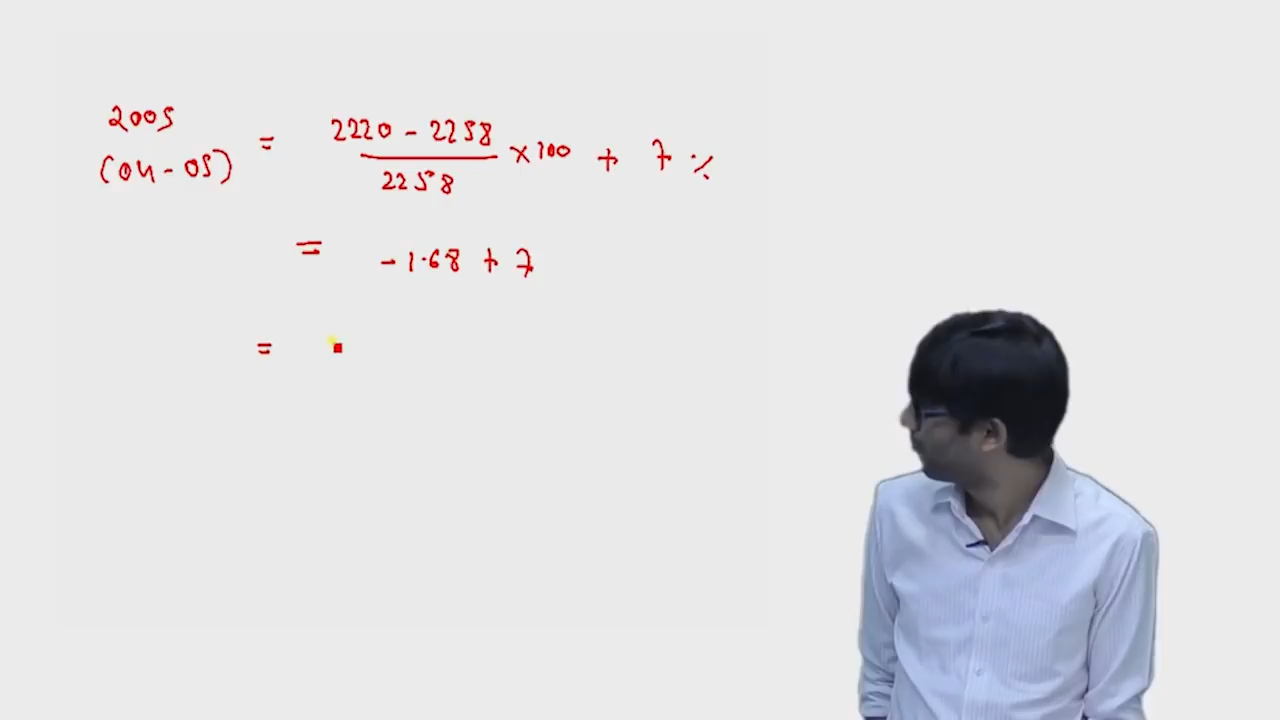 2005
(04-05) = 2220 - 2258 / 2258 × 100 + 7 %
= -1.68 + 7
=